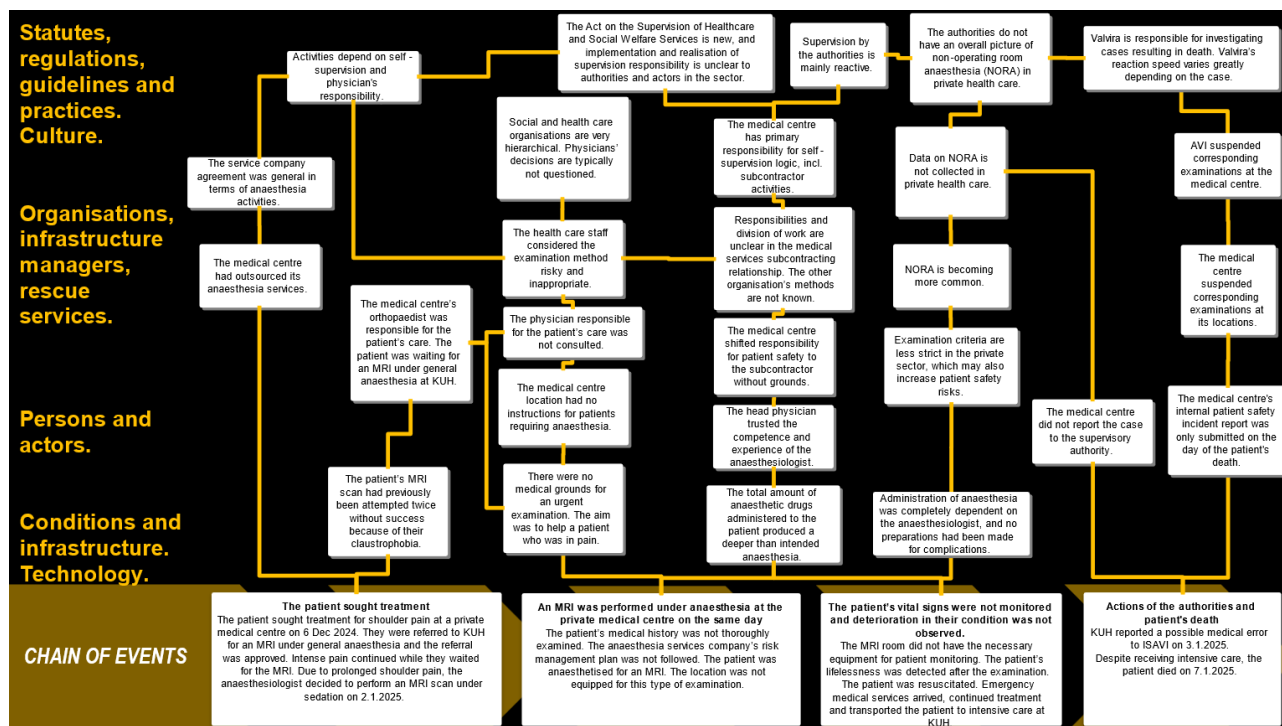 Statutes,
regulations,
guidelines and
practices.
Culture.
Organisations,
infrastructure
managers,
rescue
services.
Persons and
actors.
Conditions and
infrastructure.
Technology.
Activities depend on self -
supervision and
physician's
responsibility.
The Act on the Supervision of Healthcare
and Social Welfare Services is new, and
implementation and realisation of
supervision responsibility is unclear to
authorities and actors in the sector.
Supervision by
the authorities is
mainly reactive.
The authorities do not
have an overall picture of
non-operating room
anaesthesia (NORA) in
private health care.
Valvira is responsible for investigating
cases resulting in death. Valvira's
reaction speed varies greatly
depending on the case.
Social and health care
organisations are very
hierarchical. Physicians'
decisions are typically
not questioned.
The medical centre
has primary
responsibility for self -
supervision logic, incl.
subcontractor
activities.
Data on NORA is
not collected in
private health care.
AVI suspended
corresponding
examinations at the
medical centre.
The service company
agreement was general in
terms of anaesthesia
activities.
The medical centre
had outsourced its
anaesthesia services.
The health care staff
considered the
examination method
risky and
inappropriate.
Responsibilities and
division of work are
unclear in the medical
services subcontracting
relationship. The other
organisation's methods
are not known.
NORA is becoming
more common.
The medical
centre
suspended
corresponding
examinations at
its locations.
The medical centre's
orthopaedist was
responsible for the
patient's care. The
patient was waiting for
an MRI under general
anaesthesia at KUH.
The physician responsible
for the patient's care was
not consulted.
The medical centre
shifted responsibility
for patient safety to
the subcontractor
without grounds.
Examination criteria are
less strict in the private
sector, which may also
increase patient safety
risks.
The medical centre
location had no
instructions for patients
requiring anaesthesia.
The head physician
trusted the
competence and
experience of the
anaesthesiologist.
The medical centre
did not report the case
to the supervisory
authority.
The medical centre's
internal patient safety
incident report was
only submitted on the
day of the patient's
death.
The patient's MRI
scan had previously
been attempted twice
without success
because of their
claustrophobia.
There were no
medical grounds for
an urgent
examination. The aim
was to help a patient
who was in pain.
The total amount of
anaesthetic drugs
administered to the
patient produced a
deeper than intended
anaesthesia.
Administration of anaesthesia
was completely dependent on
the anaesthesiologist, and no
preparations had been
made for complications.
CHAIN OF EVENTS
The patient sought treatment
The patient sought treatment for shoulder pain at a private
medical centre on 6 Dec 2024. They were referred to KUH
for an MRI under general anaesthesia and the referral
was approved. Intense pain continued while they waited
for the MRI. Due to prolonged shoulder pain, the
anaesthesiologist decided to perform an MRI scan under
sedation on 2.1.2025.
An MRI was performed under anaesthesia at the
private medical centre on the same day
The patient's medical history was not thoroughly
examined. The anaesthesia services company's risk
management plan was not followed. The patient was
anaesthetised for an MRI. The location was not
equipped for this type of examination.
The patient's vital signs were not monitored
and deterioration in their condition was not
observed.
The MRI room did not have the necessary
equipment for patient monitoring. The patient's
lifelessness was detected after the examination.
The patient was resuscitated. Emergency
medical services arrived, continued treatment
and transported the patient to intensive care at
KUH
Actions of the authorities and
patient's death
KUH reported a possible medical error
to ISAVI on 3.1.2025.
Despite receiving intensive care, the
patient died on 7.1.2025.